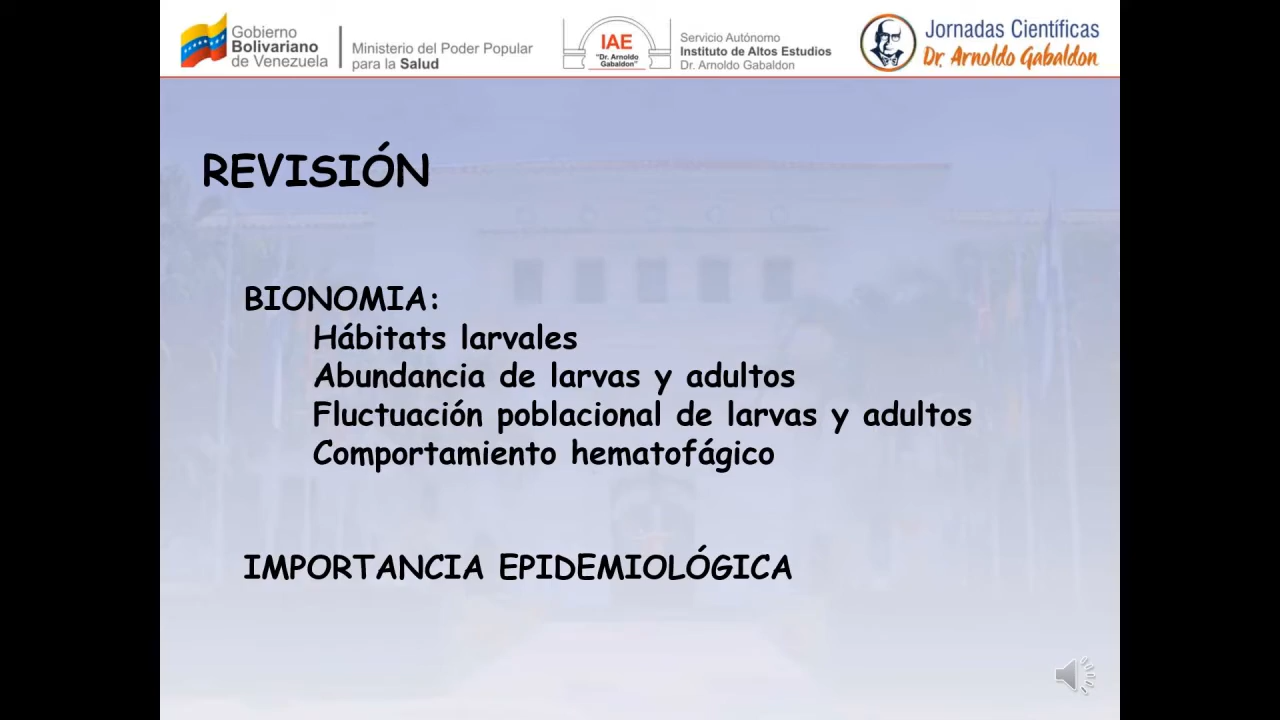 Gobierno
Bolivariano
de Venezuela
Ministerio del Poder Popular
para la Salud
IAE
"Dr. Arnoldo
Gabaldon"
Servicio Autónomo
Instituto de Altos Estudios
Dr. Arnoldo Gabaldon
Jornadas Científicas
Dr. Arnoldo Gabaldon
REVISIÓN
BIONOMIA:
Hábitats larvales
Abundancia de larvas y adultos
Fluctuación poblacional de larvas y adultos
Comportamiento hematofágico
IMPORTANCIA EPIDEMIOLÓGICA